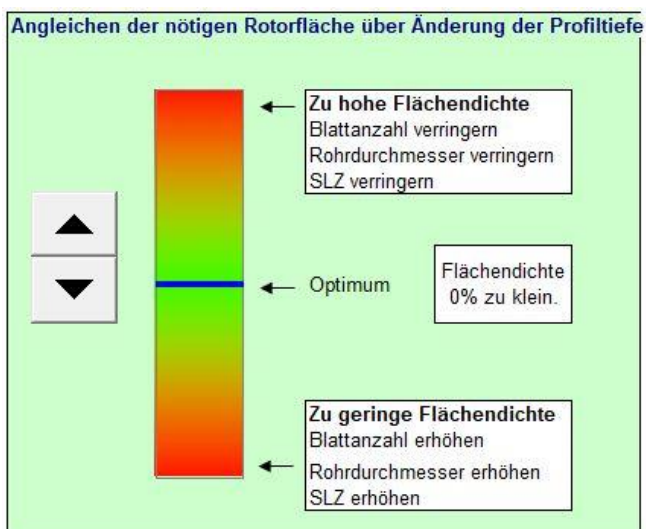 Angleichen der nötigen Rotorfläche über Änderung der Profiltiefe
Zu hohe Flächendichte
Blattanzahl verringern
Rohrdurchmesser verringern
SLZ verringern
Optimum
Flächendichte
0% zu klein.
Zu geringe Flächendichte
Blattanzahl erhöhen
Rohrdurchmesser erhöhen
SLZ erhöhen